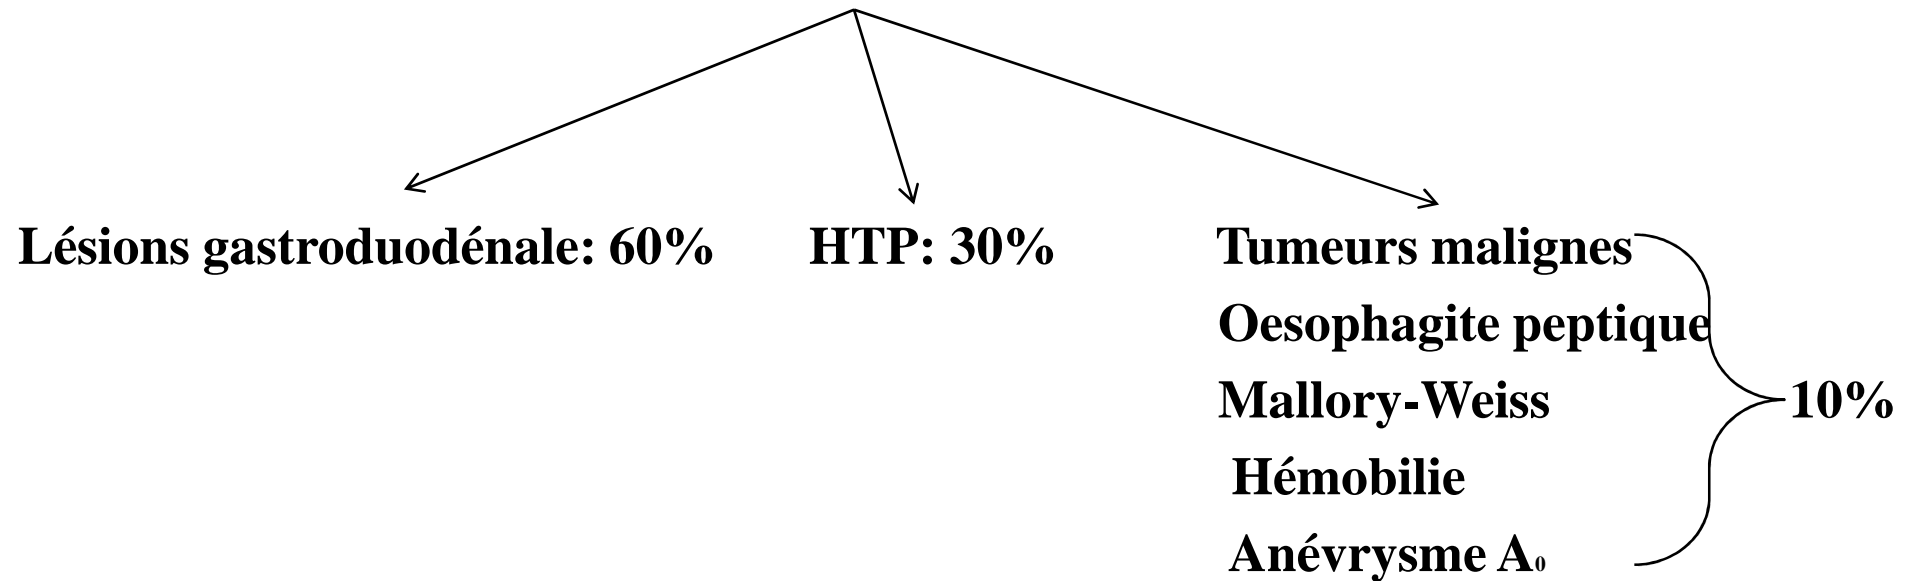 Lésions gastroduodénale: 60%
HTP: 30%
Tumeurs malignes
Oesophagite peptique
Mallory-Weiss
Hémobilie
Anévrysme A₀
10%